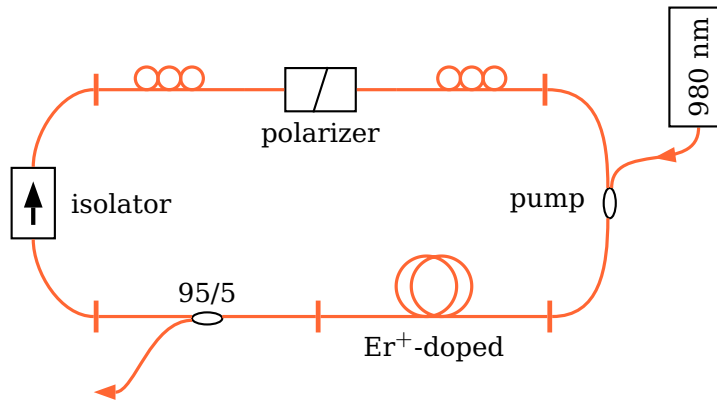 980 nm
polarizer
isolator
pump
95/5
Er⁺-doped